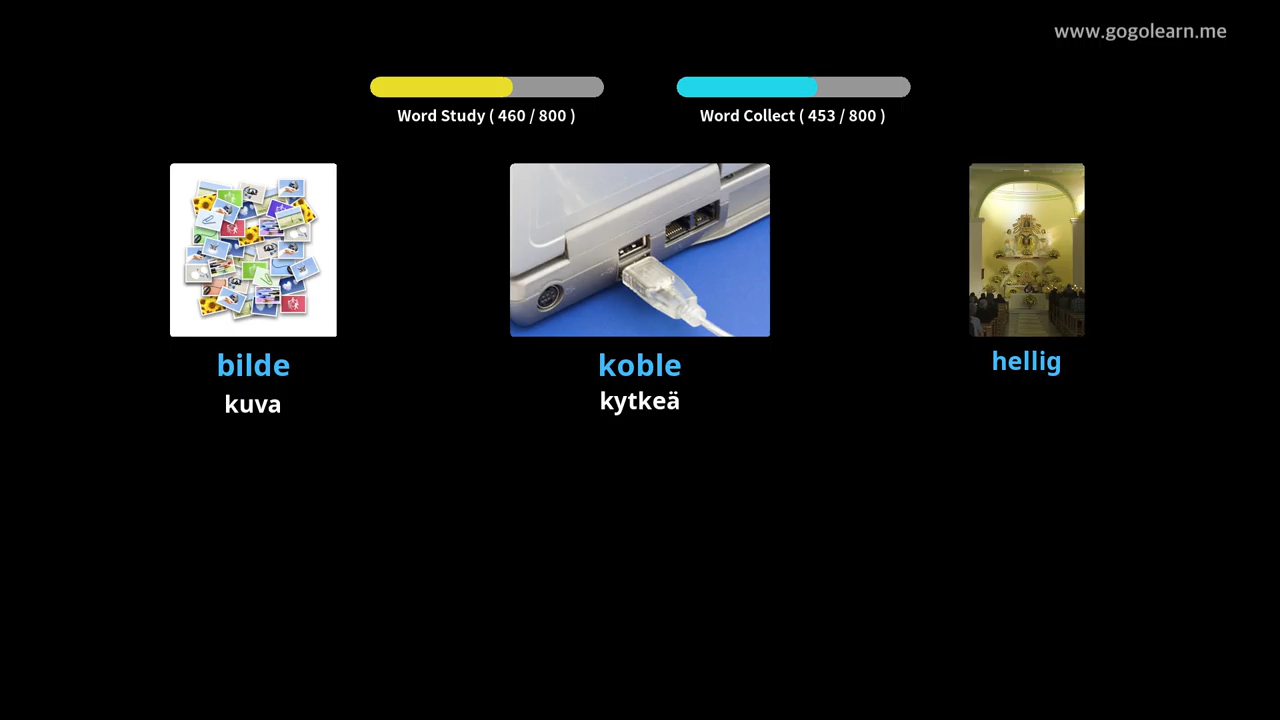 www.gogolearn.me
Word Study ( 460 / 800 )
Word Collect ( 453 / 800 )
bilde
kuva
koble
kytkeä
hellig